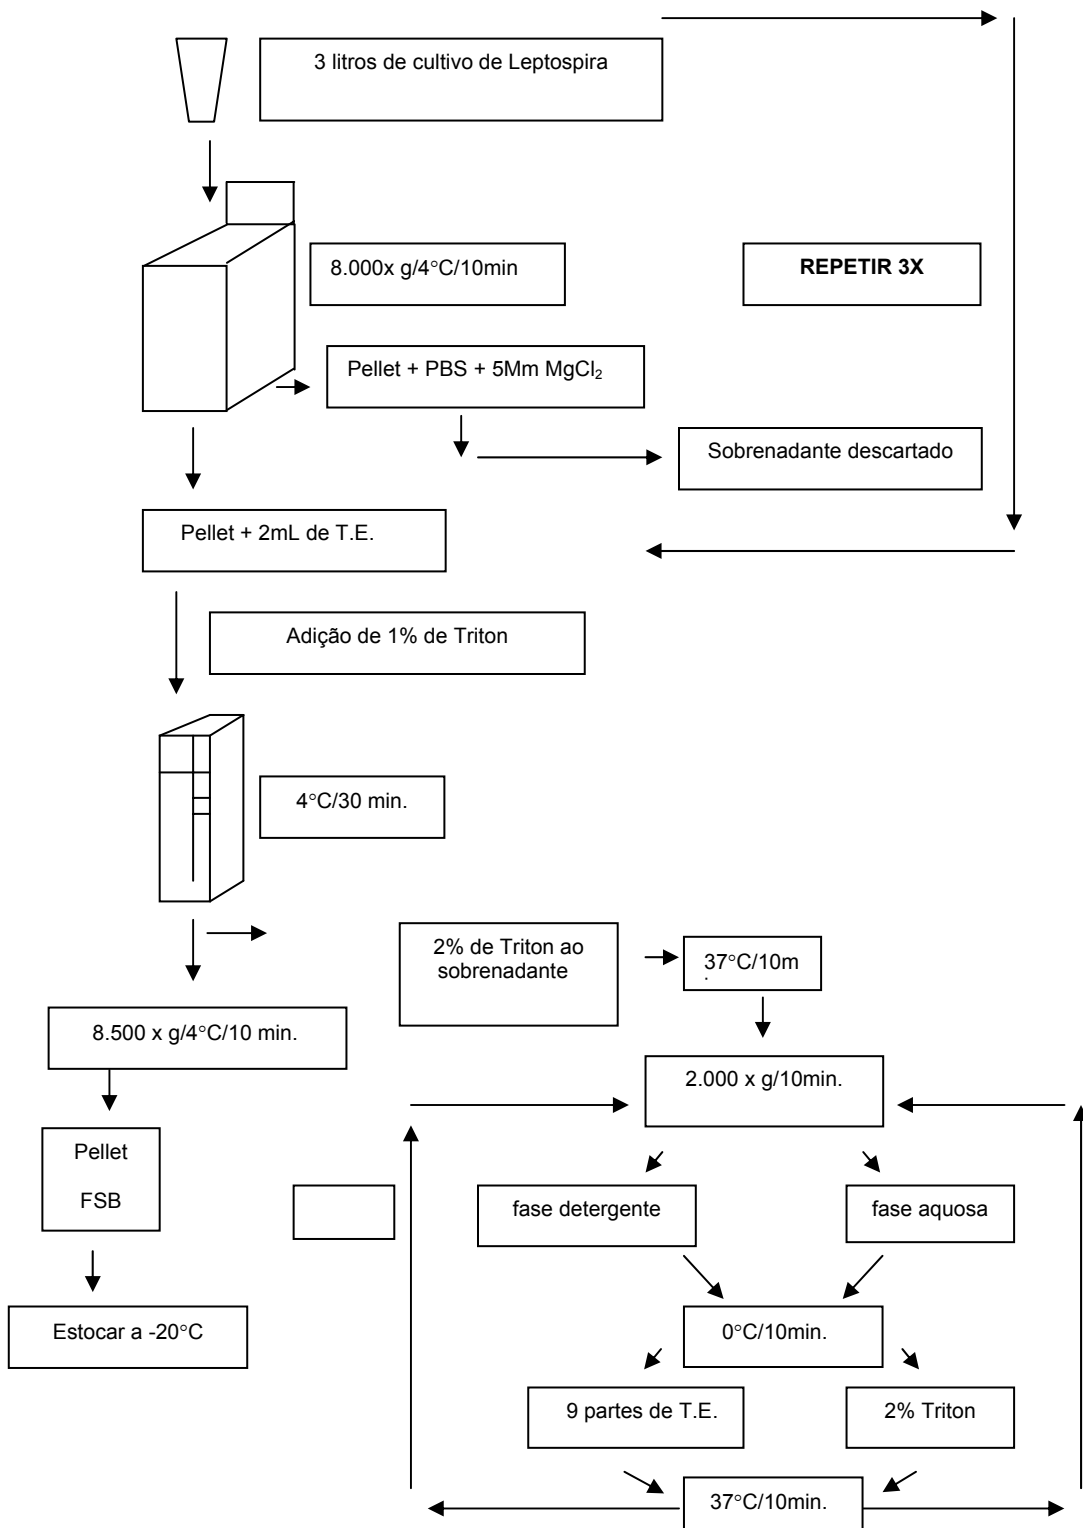 3 litros de cultivo de Leptospira
8.000x g/4°C/10min
REPETIR 3X
Pellet + PBS + 5Mm MgCl₂
Sobrenadante descartado
Pellet + 2mL de T.E.
Adição de 1% de Triton
4°C/30 min.
2% de Triton ao
sobrenadante
37°C/10m
.
8.500 x g/4°C/10 min.
2.000 x g/10min.
Pellet
FSB
fase detergente
fase aquosa
Estocar a -20°C
0°C/10min.
9 partes de T.E.
2% Triton
37°C/10min.